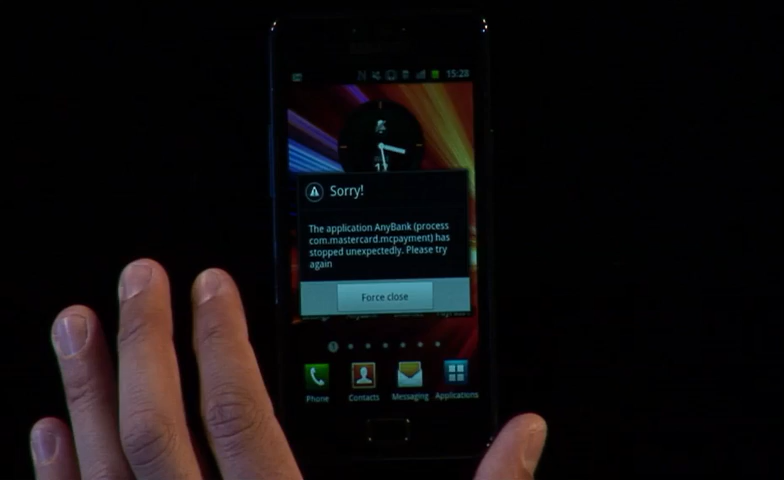 15:28
Sorry!
The application AnyBank (process
com.mastercard.mcpayment) has
stopped unexpectedly. Please try
again
Force close
1
Phone Contacts Messaging Applications